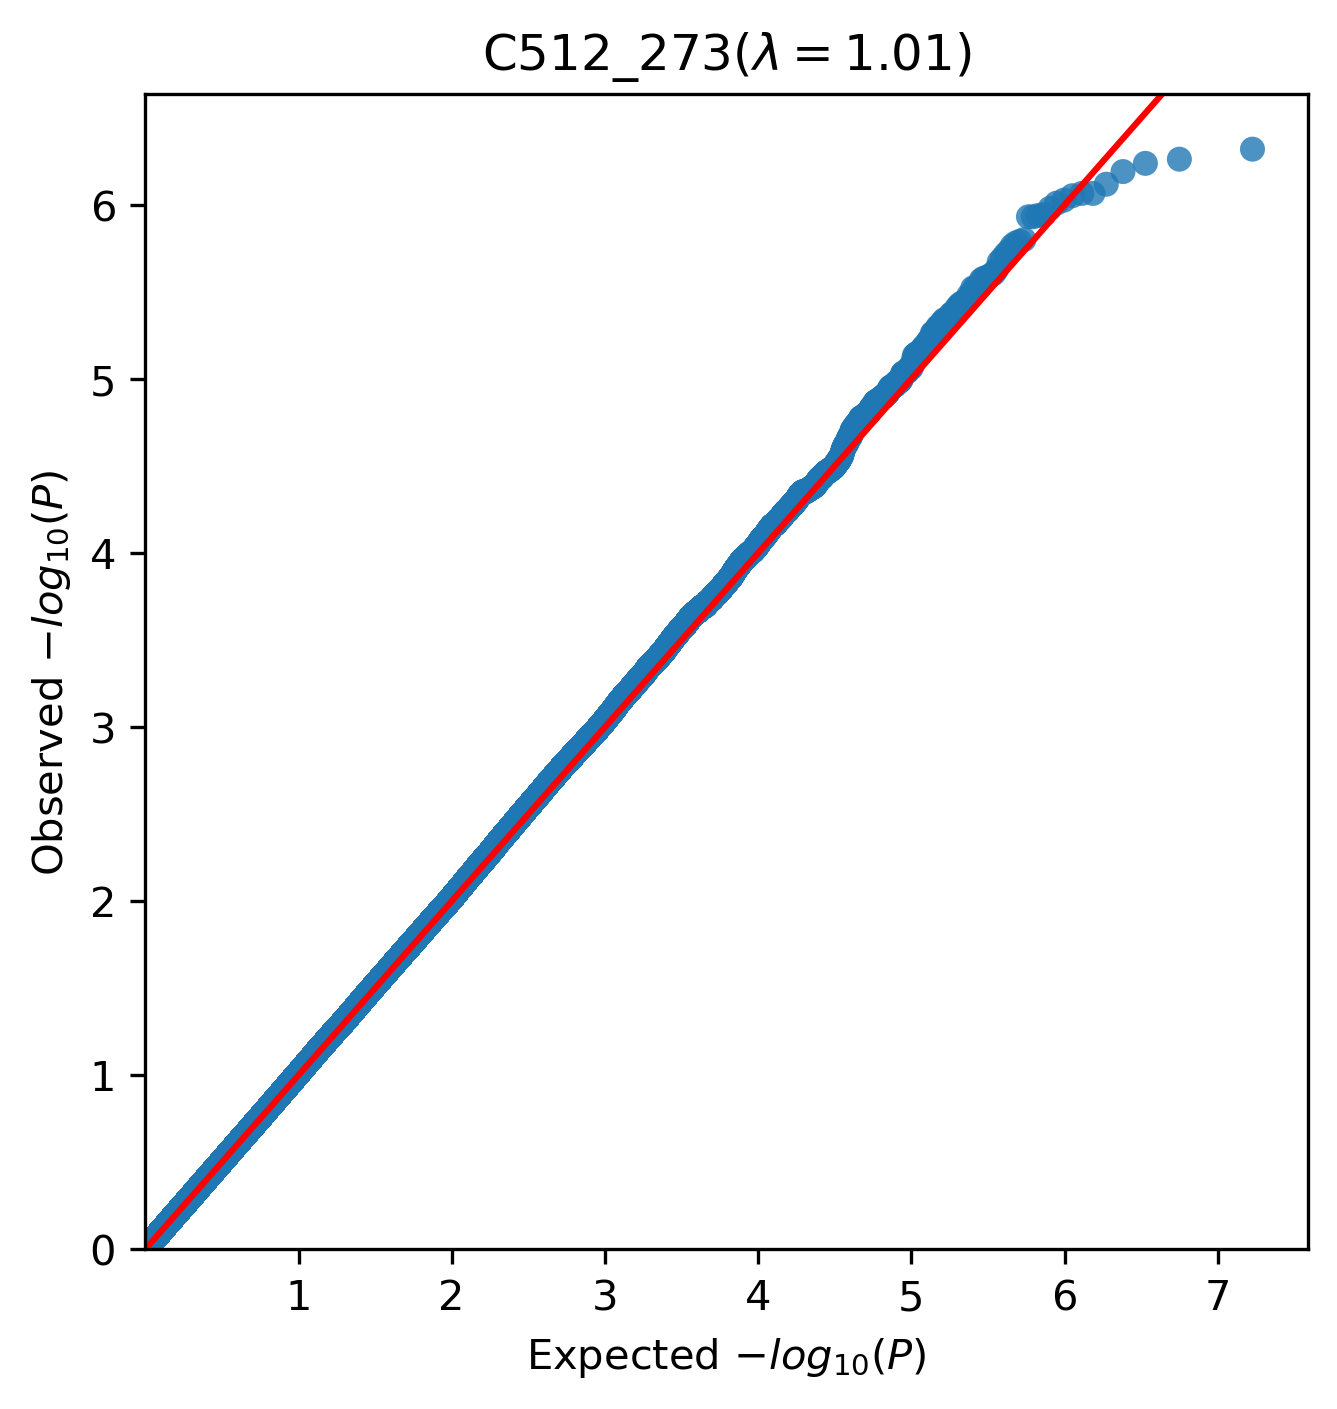 C512_273(λ = 1.01)
Observed −log₁₀(P)
6
5
4
3
2
1
0
1 2 3 4 5 6 7
Expected −log₁₀(P)